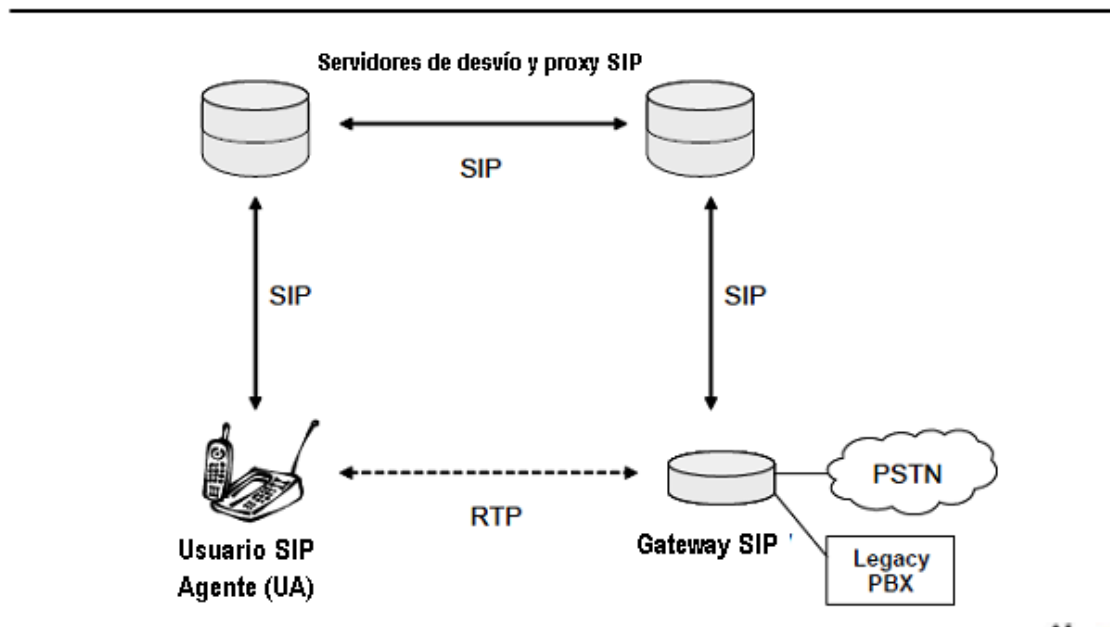 Servidores de desvío y proxy SIP
SIP
SIP
SIP
RTP
PSTN
Usuario SIP
Agente (UA)
Gateway SIP
Legacy
PBX